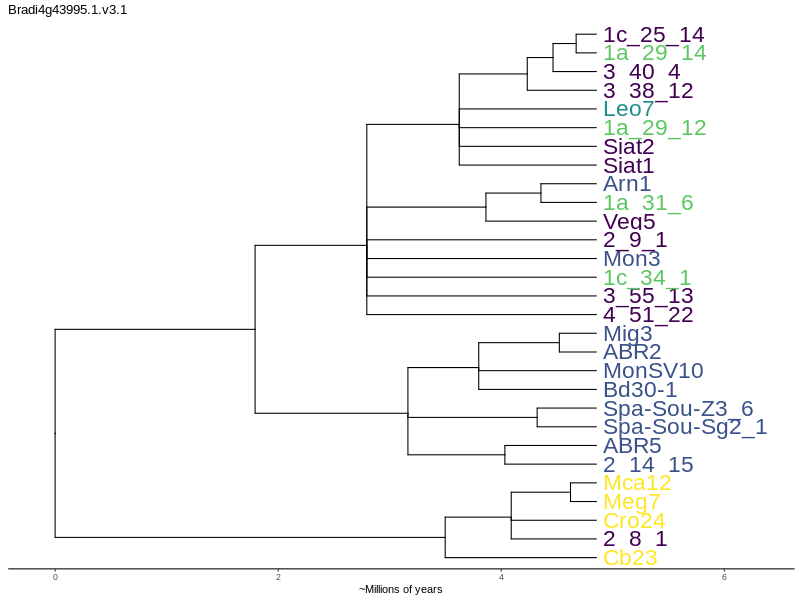 Bradi4g43995.1.v3.1
1c_25_14
1a_29_14
3_40_4
3_38_12
Leo7
1a_29_12
Siat2
Siat1
Arn1
1a_31_6
Veg5
2_9_1
Mon3
1c_34_1
3_55_13
4_51_22
Mig3
ABR2
MonSV10
Bd30-1
Spa-Sou-Z3_6
Spa-Sou-Sg2_1
ABR5
2_14_15
Mca12
Meg7
Cro24
2_8_1
Cb23
0 2 4 6
~Millions of years